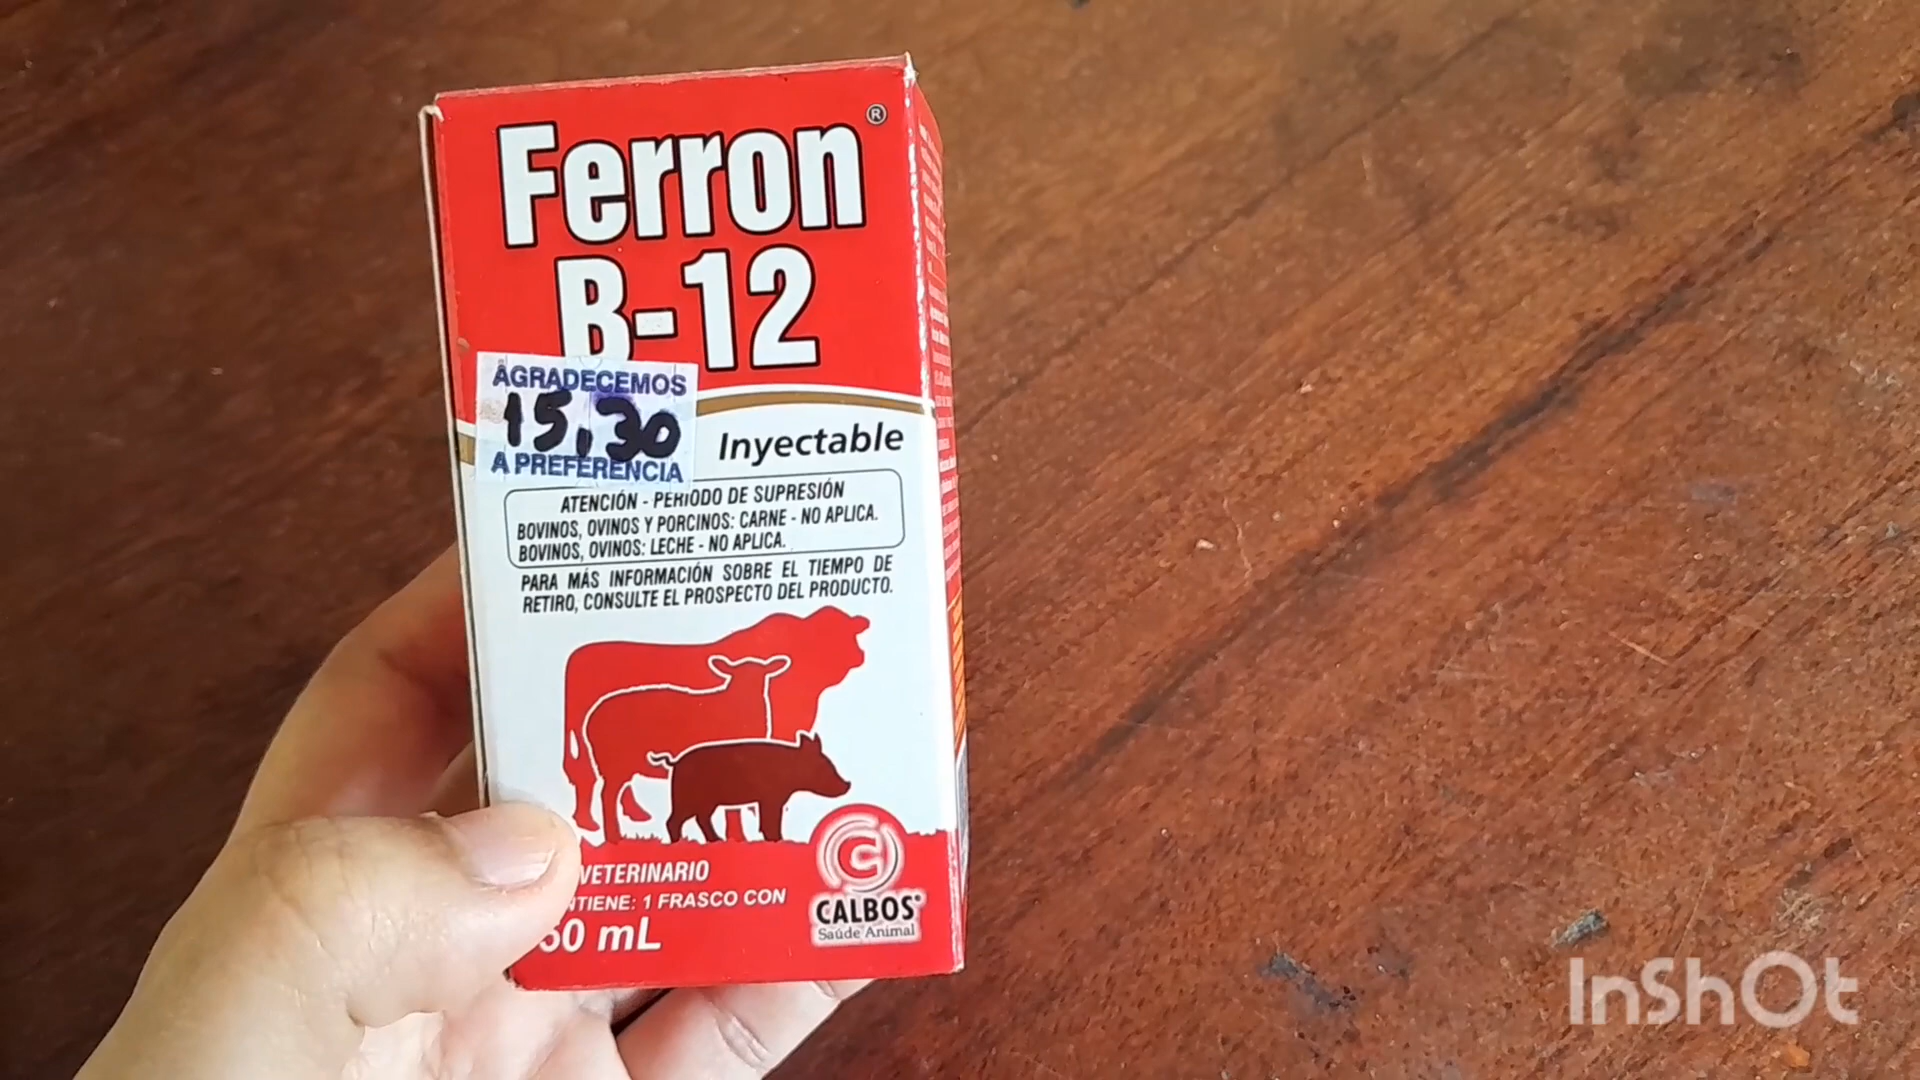 Ferron®
B-12
AGRADECEMOS
15,30
A PREFERENCIA
Inyectable
ATENCIÓN - PERIODO DE SUPRESIÓN
BOVINOS, OVINOS Y PORCINOS: CARNE - NO APLICA.
BOVINOS, OVINOS: LECHE - NO APLICA.
PARA MÁS INFORMACIÓN SOBRE EL TIEMPO DE
RETIRO, CONSULTE EL PROSPECTO DEL PRODUCTO.
VETERINARIO
1 FRASCO CON
mL
CALBOS®
Saúde Animal
InShOt